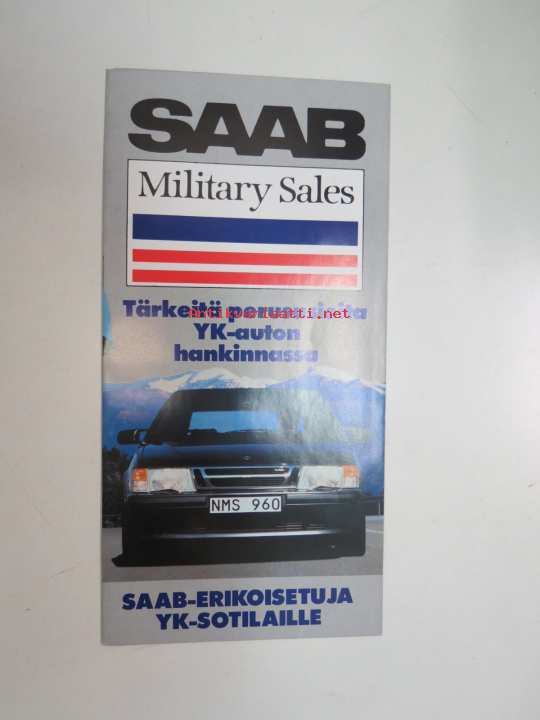 SAAB
Military Sales
Tärkeitä
Antikvariaatti.net
YK-auton
hankinnassa
NMS 960
SAAB-ERIKOISETUJA
YK-SOTILAILLE